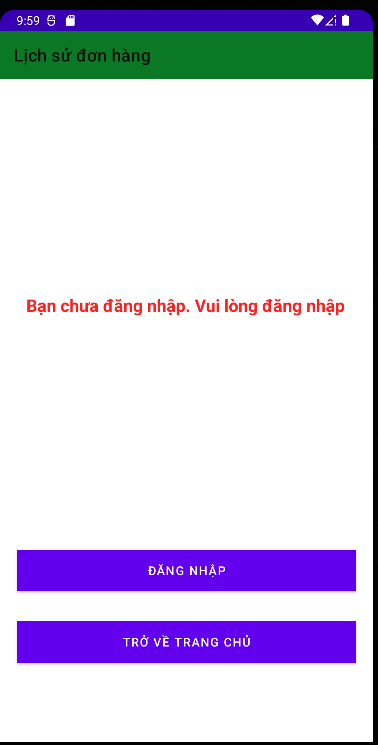 9:59
Lịch sử đơn hàng
Bạn chưa đăng nhập. Vui lòng đăng nhập
ĐĂNG NHẬP
TRỞ VỀ TRANG CHỦ